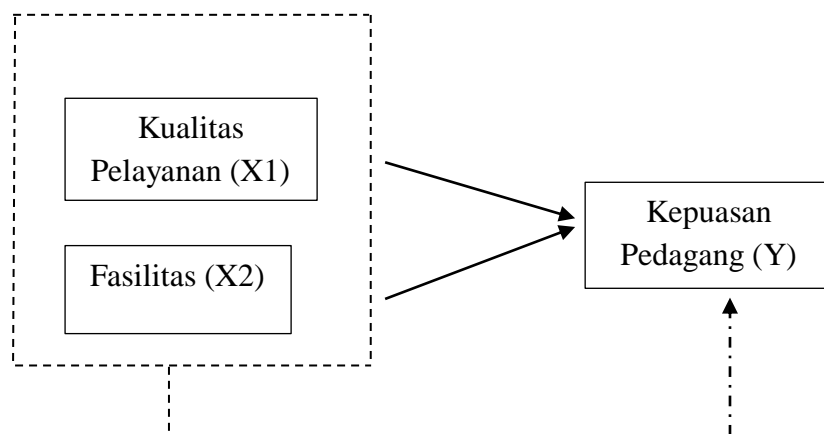 Kualitas
Pelayanan (X1)
Fasilitas (X2)
Kepuasan
Pedagang (Y)